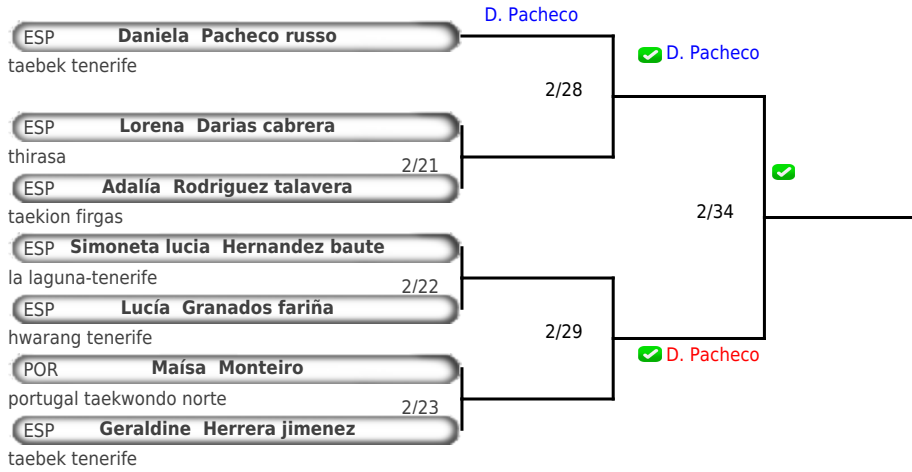 D. Pacheco
ESP Daniela Pacheco russo
taebek tenerife
D. Pacheco
2/28
ESP Lorena Darias cabrera
thirasa
2/21
ESP Adalía Rodriguez talavera
taekion firgas
2/34
ESP Simoneta lucia Hernandez baute
la laguna-tenerife
2/22
ESP Lucía Granados fariña
hwarang tenerife
2/29
D. Pacheco
POR Maísa Monteiro
portugal taekwondo norte
2/23
ESP Geraldine Herrera jimenez
taebek tenerife